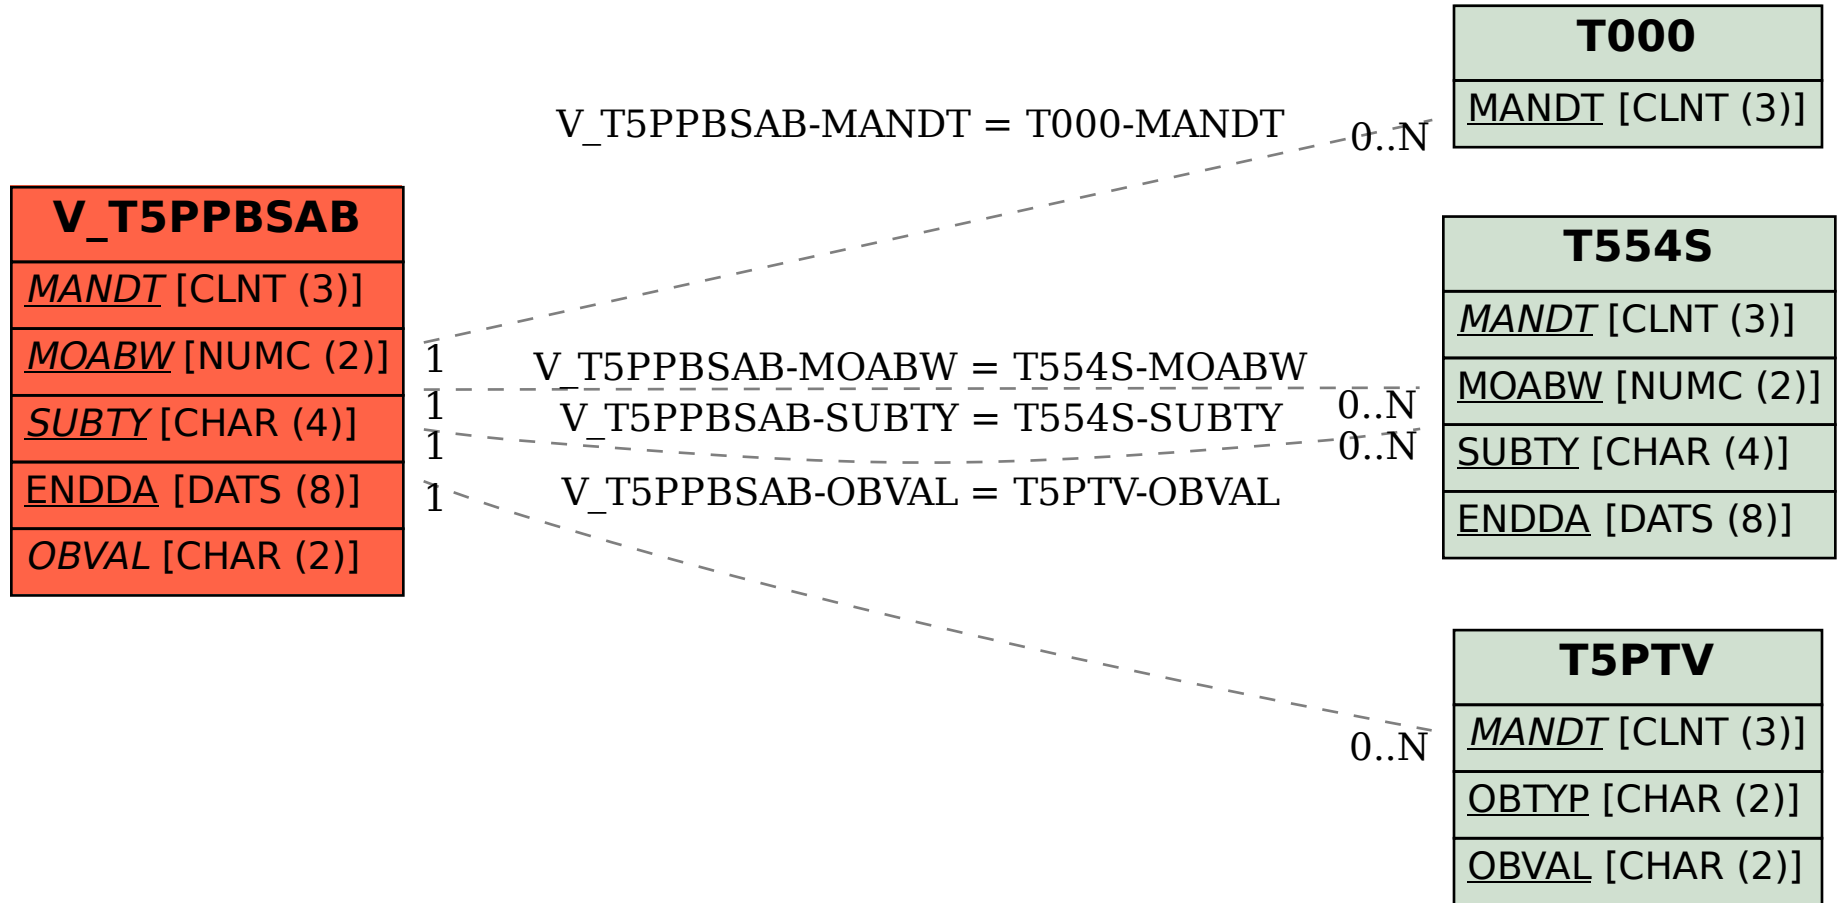 V_T5PPBSAB
MANDT [CLNT (3)]
MOABW [NUMC (2)]
SUBTY [CHAR (4)]
ENDDA [DATS (8)]
OBVAL [CHAR (2)]
V_T5PPBSAB-MANDT = T000-MANDT
0..N
1
V_T5PPBSAB-MOABW = T554S-MOABW
1
0..N
V_T5PPBSAB-SUBTY = T554S-SUBTY
1
0..N
V_T5PPBSAB-OBVAL = T5PTV-OBVAL
1
0..N
T000
MANDT [CLNT (3)]
T554S
MANDT [CLNT (3)]
MOABW [NUMC (2)]
SUBTY [CHAR (4)]
ENDDA [DATS (8)]
T5PTV
MANDT [CLNT (3)]
OBTYP [CHAR (2)]
OBVAL [CHAR (2)]